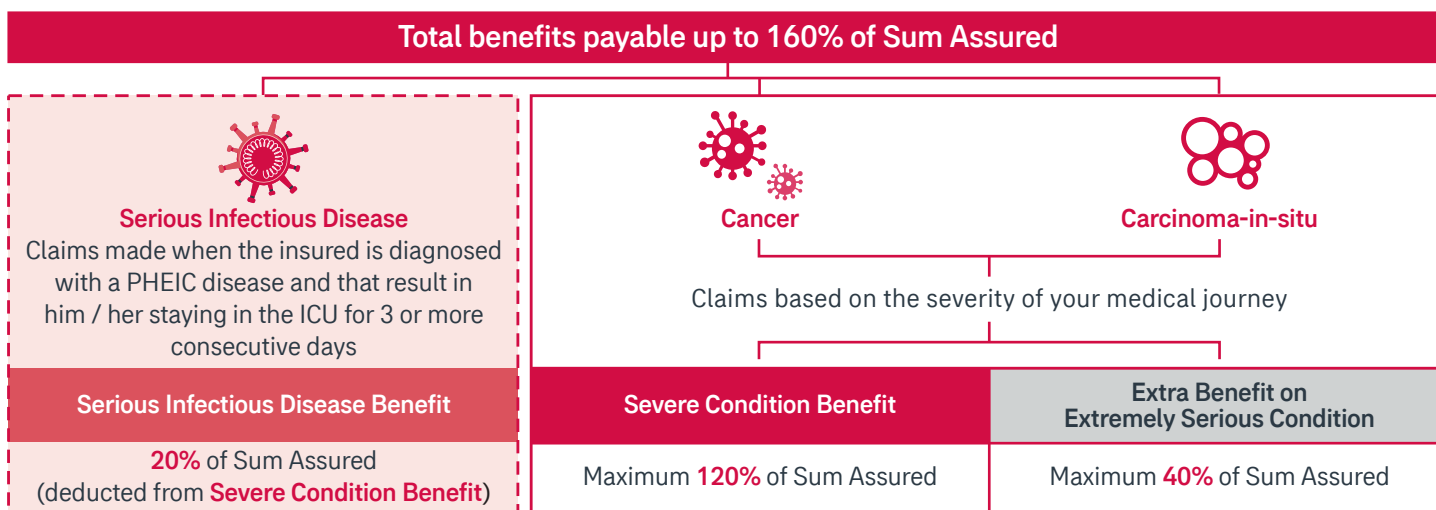 Total benefits payable up to 160% of Sum Assured
Serious Infectious Disease
Claims made when the insured is diagnosed
with a PHEIC disease and that result in
him / her staying in the ICU for 3 or more
consecutive days
Serious Infectious Disease Benefit
20% of Sum Assured
(deducted from Severe Condition Benefit)
Cancer
Carcinoma-in-situ
Claims based on the severity of your medical journey
Severe Condition Benefit
Maximum 120% of Sum Assured
Extra Benefit on
Extremely Serious Condition
Maximum 40% of Sum Assured